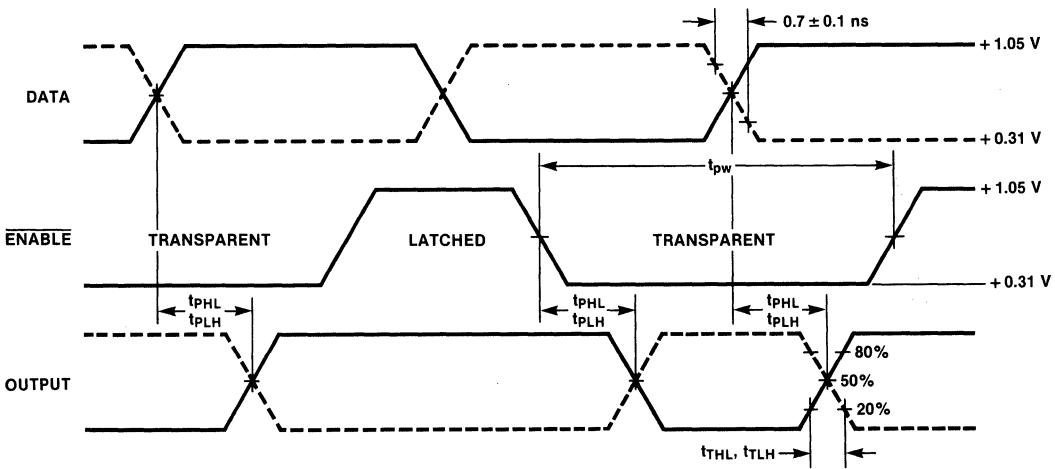 0.7 ± 0.1 ns
+ 1.05 V
DATA
+ 0.31 V
tpw
+ 1.05 V
ENABLE
TRANSPARENT
LATCHED
TRANSPARENT
+ 0.31 V
tPHL
tPLH
tPHL
tPLH
tPHL
tPLH
80%
OUTPUT
50%
20%
tTHL, tTLH